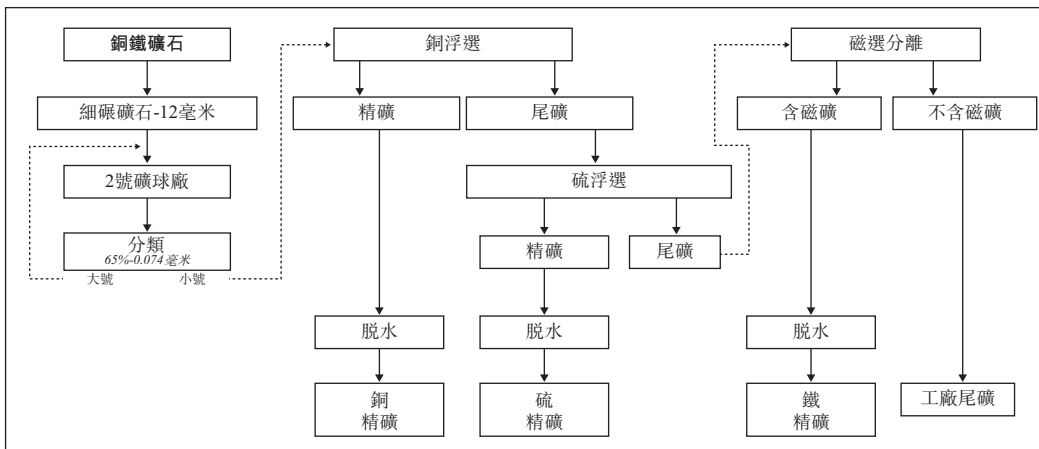 銅鐵礦石
細碾礦石-12毫米
2號礦球廠
分類
65%-0.074毫米
大號
小號
銅浮選
精礦
尾礦
硫浮選
精礦
尾礦
脫水
銅
精礦
脫水
硫
精礦
磁選分離
含磁礦
不含磁礦
脫水
鐵
精礦
工廠尾礦